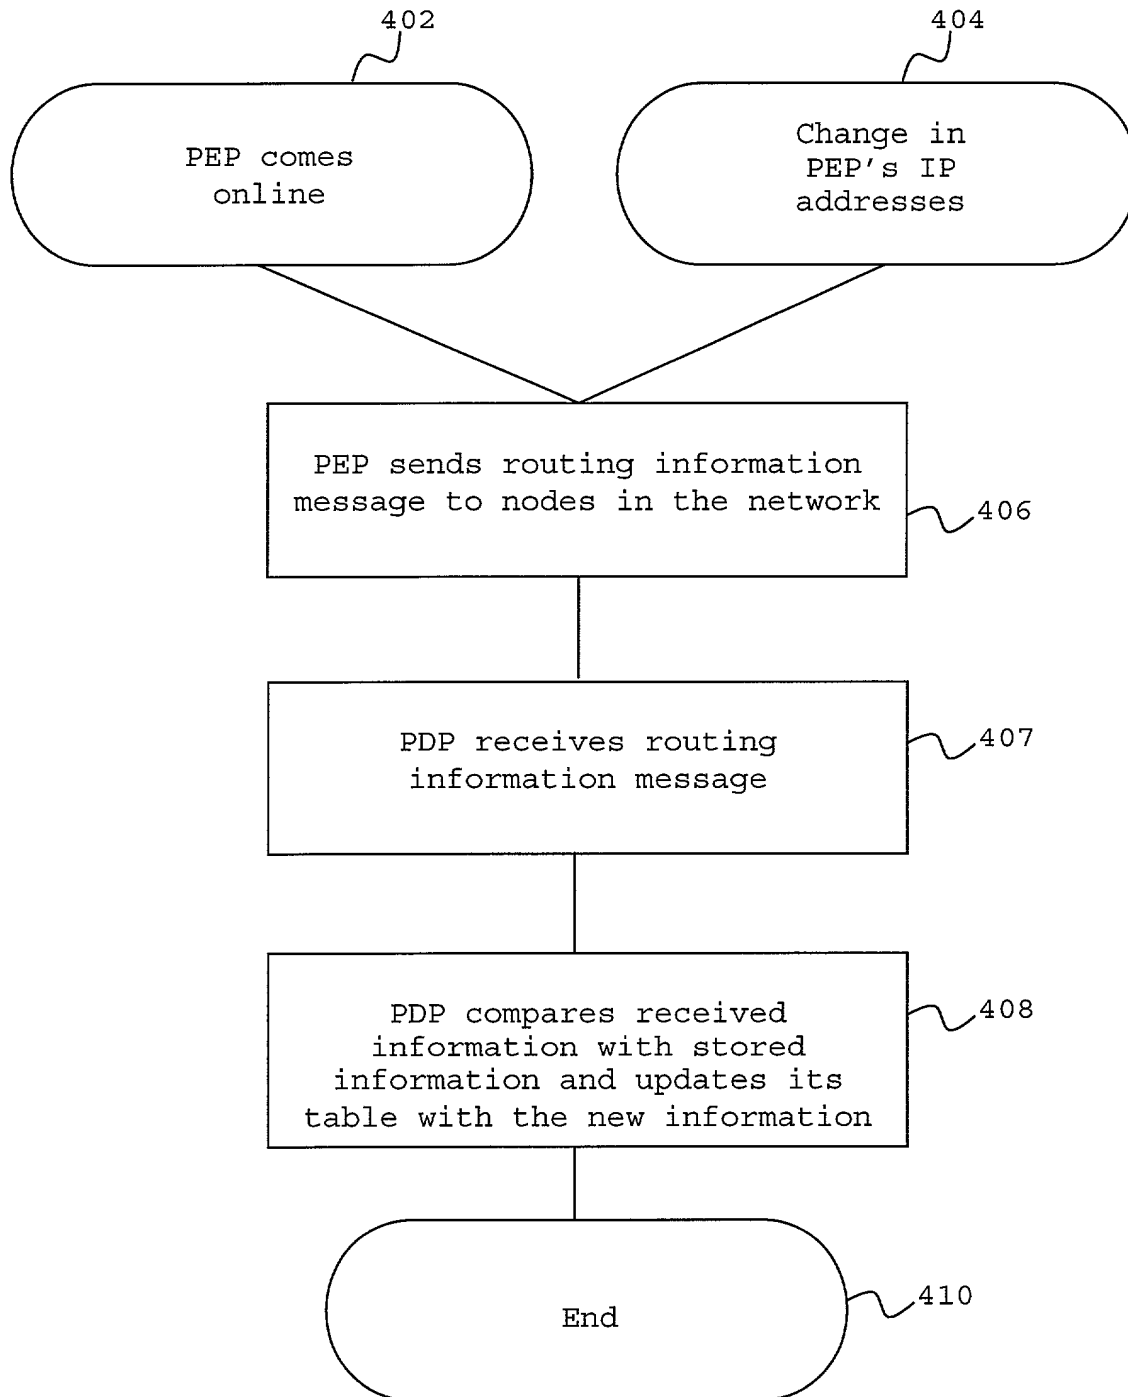 402
404
PEP comes
online
Change in
PEP's IP
addresses
PEP sends routing information
message to nodes in the network
406
PDP receives routing
information message
407
PDP compares received
information with stored
information and updates its
table with the new information
408
End
410